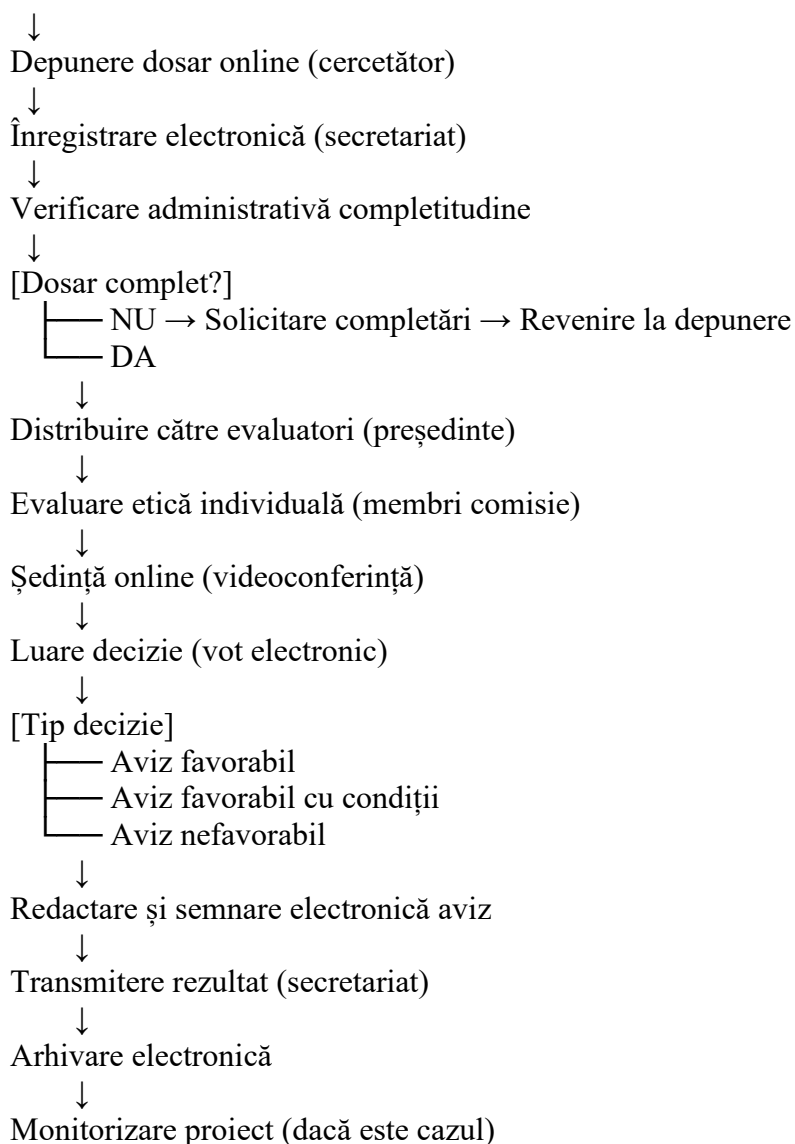 ↓
Depunere dosar online (cercetător)
↓
Înregistrare electronică (secretariat)
↓
Verificare administrativă completitudine
↓
[Dosar complet?]
├── NU → Solicitare completări → Revenire la depunere
└── DA
↓
Distribuire către evaluatori (președinte)
↓
Evaluare etică individuală (membri comisie)
↓
Ședință online (videoconferință)
↓
Luare decizie (vot electronic)
↓
[Tip decizie]
├── Aviz favorabil
├── Aviz favorabil cu condiții
└── Aviz nefavorabil
↓
Redactare și semnare electronică aviz
↓
Transmitere rezultat (secretariat)
↓
Arhivare electronică
↓
Monitorizare proiect (dacă este cazul)